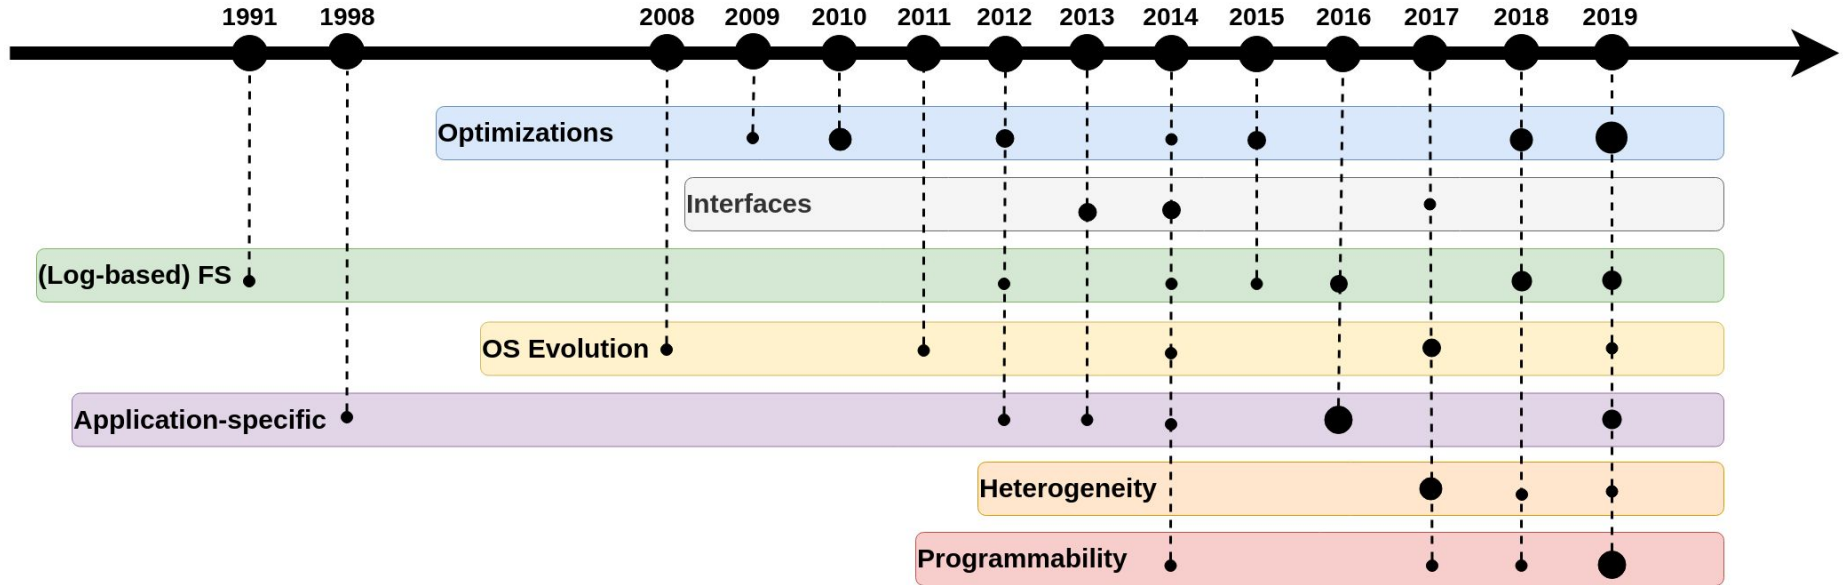 1991 1998 2008 2009 2010 2011 2012 2013 2014 2015 2016 2017 2018 2019
Optimizations
Interfaces
(Log-based) FS
OS Evolution
Application-specific
Heterogeneity
Programmability